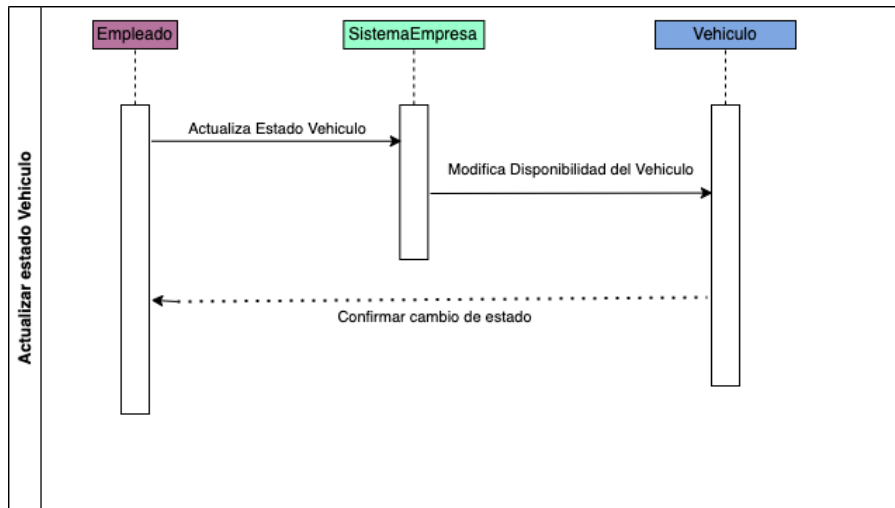 Empleado
SistemaEmpresa
Vehiculo
Actualiza Estado Vehiculo
Modifica Disponibilidad del Vehiculo
Confirmar cambio de estado
Actualizar estado Vehiculo